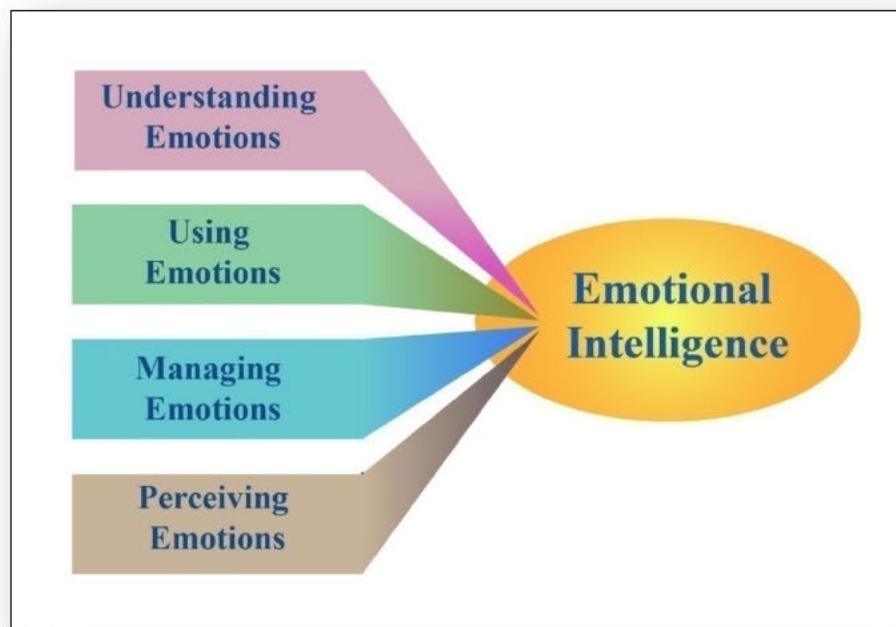 Understanding
Emotions
Using
Emotions
Managing
Emotions
Perceiving
Emotions
Emotional
Intelligence